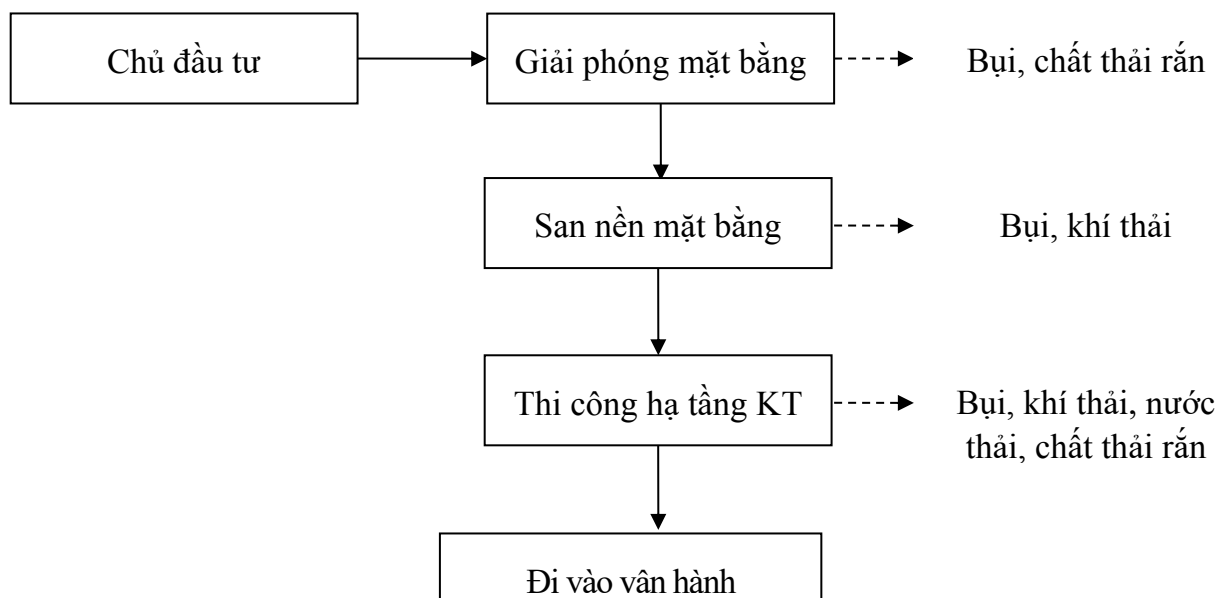 Chủ đầu tư
Giải phóng mặt bằng
Bụi, chất thải rắn
San nền mặt bằng
Bụi, khí thải
Thi công hạ tầng KT
Bụi, khí thải, nước
thải, chất thải rắn
Đi vào vân hành